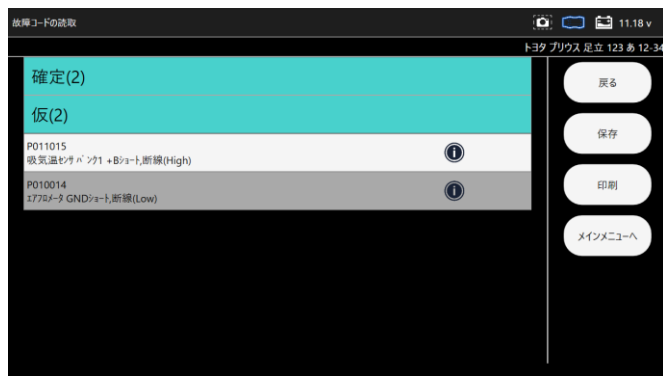 故障コードの読取
11.18 v
トヨタ プリウス 足立 123 あ 12-34
確定(2)
仮(2)
P011015
吸気温ｾﾝｻ ﾊﾞﾝｸ1 +Bｼｮｰﾄ,断線(High)
P010014
ｴｱﾌﾛﾒｰﾀ GNDｼｮｰﾄ,断線(Low)
戻る
保存
印刷
メインメニューへ